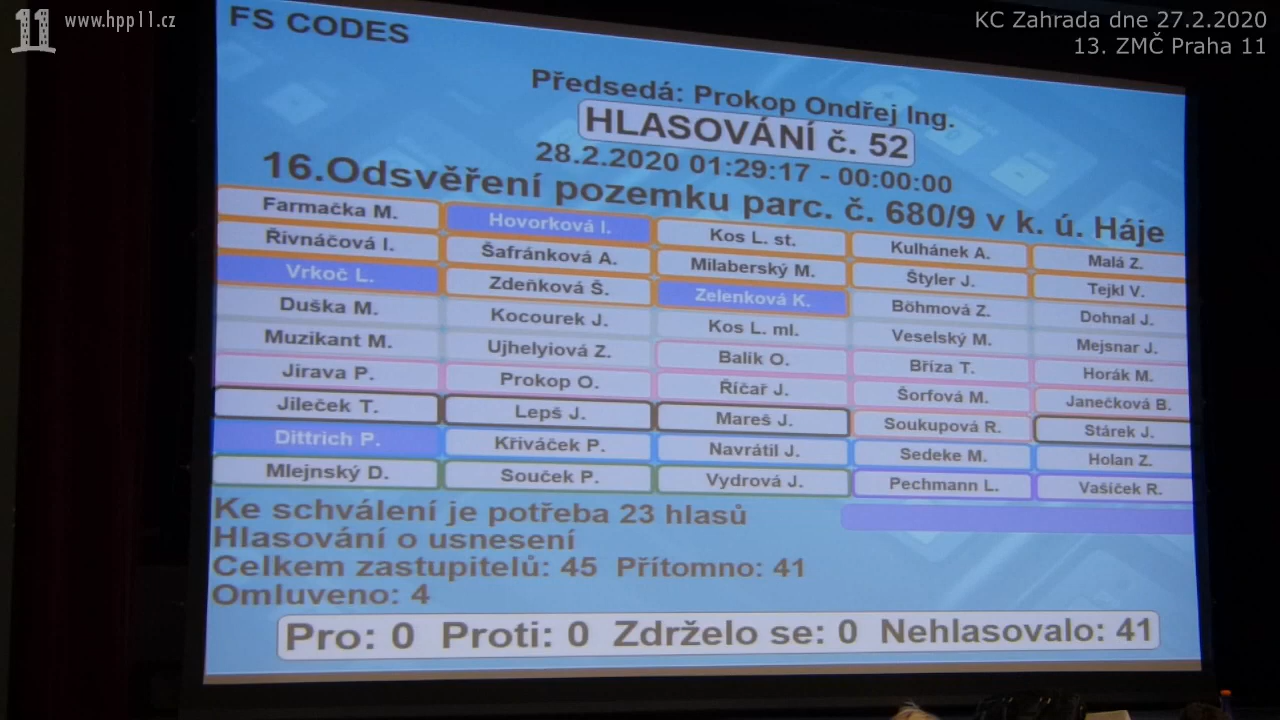 11 www.hpp11.cz
KC Zahrada dne 27.2.2020
13. ZMČ Praha 11
FS CODES
Předsedá: Prokop Ondřej Ing.
HLASOVÁNÍ č. 52
28.2.2020 01:29:17 - 00:00:00
16.Odsvěření pozemku parc. č. 680/9 v k. ú. Háje
Farmačka M. Hovorková I. Kos L. st. Kulhánek A. Malá Z.
Řívnáčová I. Šafránková A. Milaberský M. Štyler J. Tejkl V.
Vrkoč L. Zdeňková Š. Zelenková K. Böhmová Z. Dohnal J.
Duška M. Kocourek J. Kos L. ml. Veselský M. Mejsnar J.
Muzikant M. Ujhelyiová Z. Balík O. Bříza T. Horák M.
Jirava P. Prokop O. Říčař J. Šorfová M. Janečková B.
Jileček T. Lepš J. Mareš J. Soukupová R. Stárek J.
Dittrich P. Křiváček P. Navrátil J. Sedeke M. Holan Z.
Mlejnský D. Souček P. Vydrová J. Pechmann L. Vašíček R.
Ke schválení je potřeba 23 hlasů
Hlasování o usnesení
Celkem zastupitelů: 45 Přítomno: 41
Omluveno: 4
Pro: 0 Proti: 0 Zdrželo se: 0 Nehlasovalo: 41